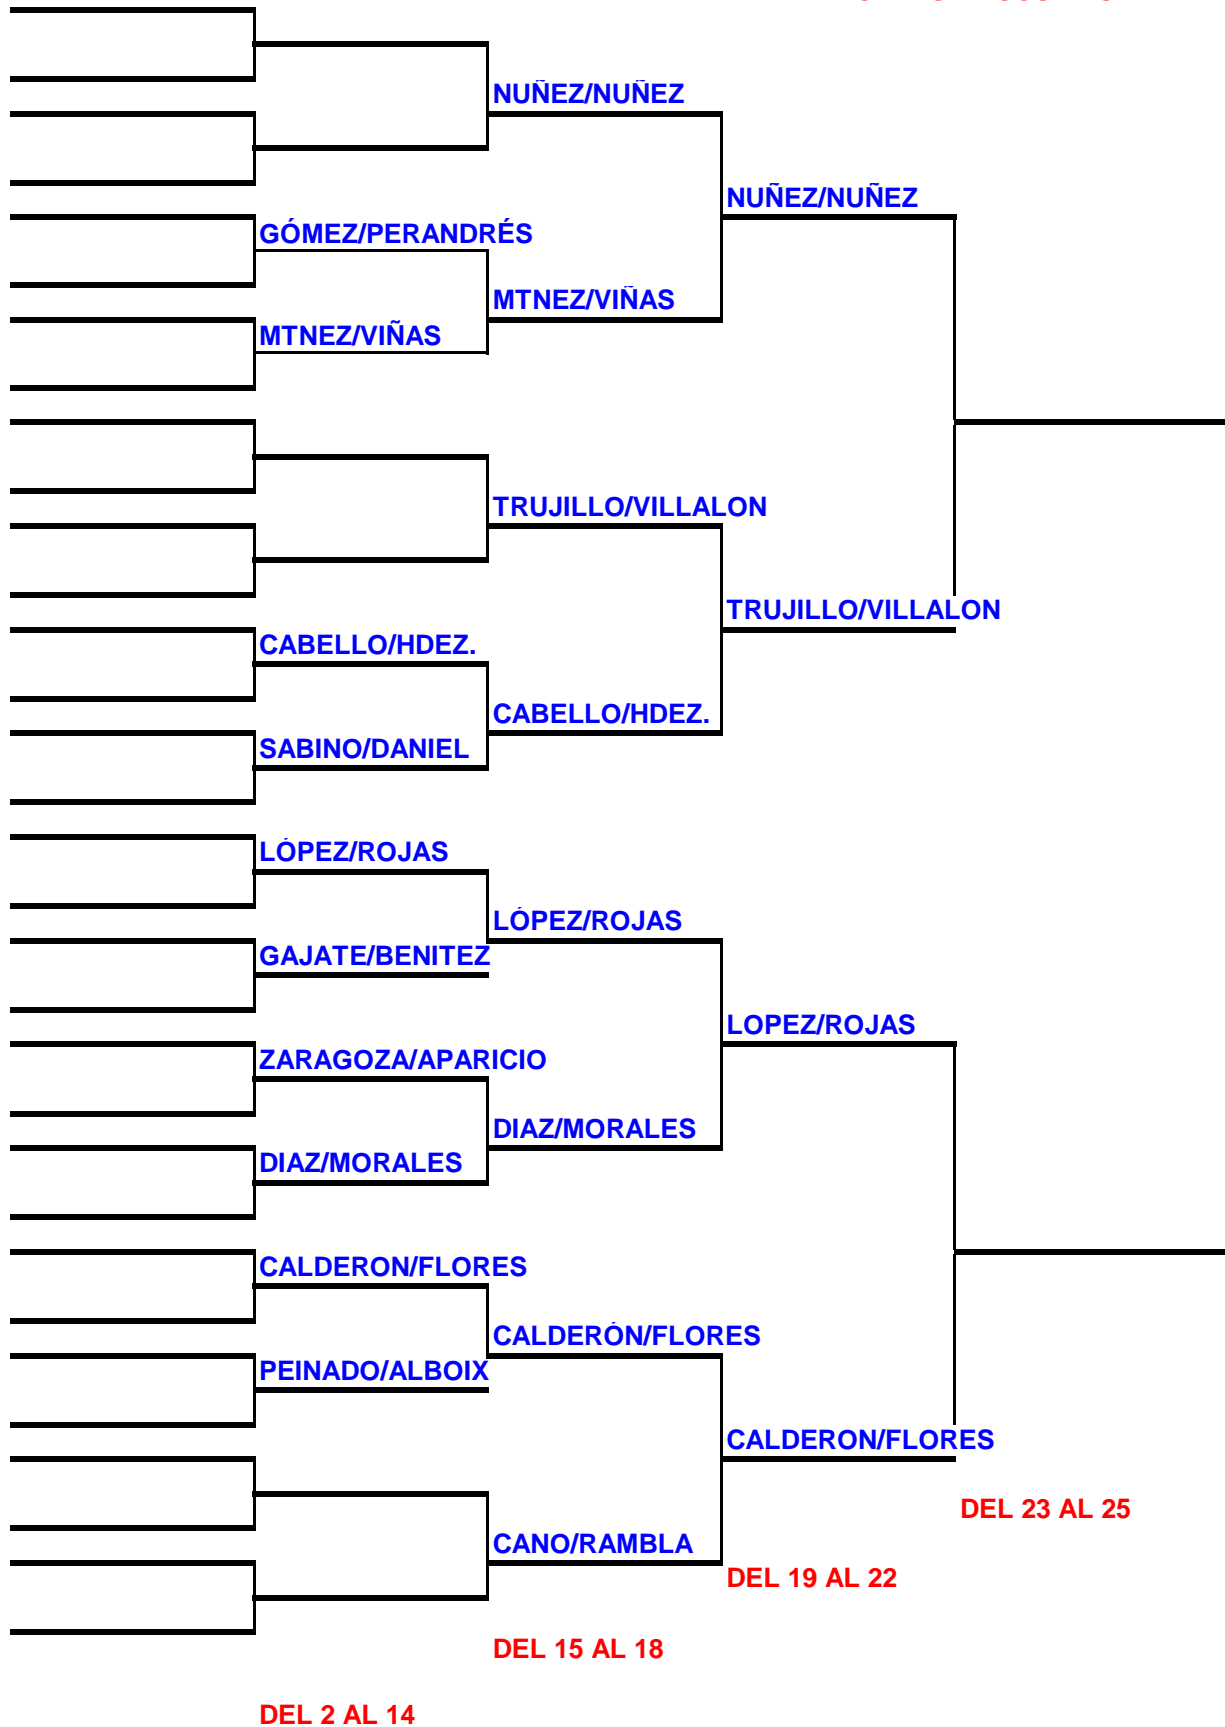 NUÑEZ/NUÑEZ
NUÑEZ/NUÑEZ
GÓMEZ/PERANDRÉS
MTNEZ/VIÑAS
MTNEZ/VIÑAS
TRUJILLO/VILLALON
TRUJILLO/VILLALON
CABELLO/HDEZ.
CABELLO/HDEZ.
SABINO/DANIEL
LÓPEZ/ROJAS
LÓPEZ/ROJAS
GAJATE/BENITEZ
LOPEZ/ROJAS
ZARAGOZA/APARICIO
DIAZ/MORALES
DIAZ/MORALES
CALDERON/FLORES
CALDERÓN/FLORES
PEINADO/ALBOIX
CALDERON/FLORES
DEL 23 AL 25
CANO/RAMBLA
DEL 19 AL 22
DEL 15 AL 18
DEL 2 AL 14